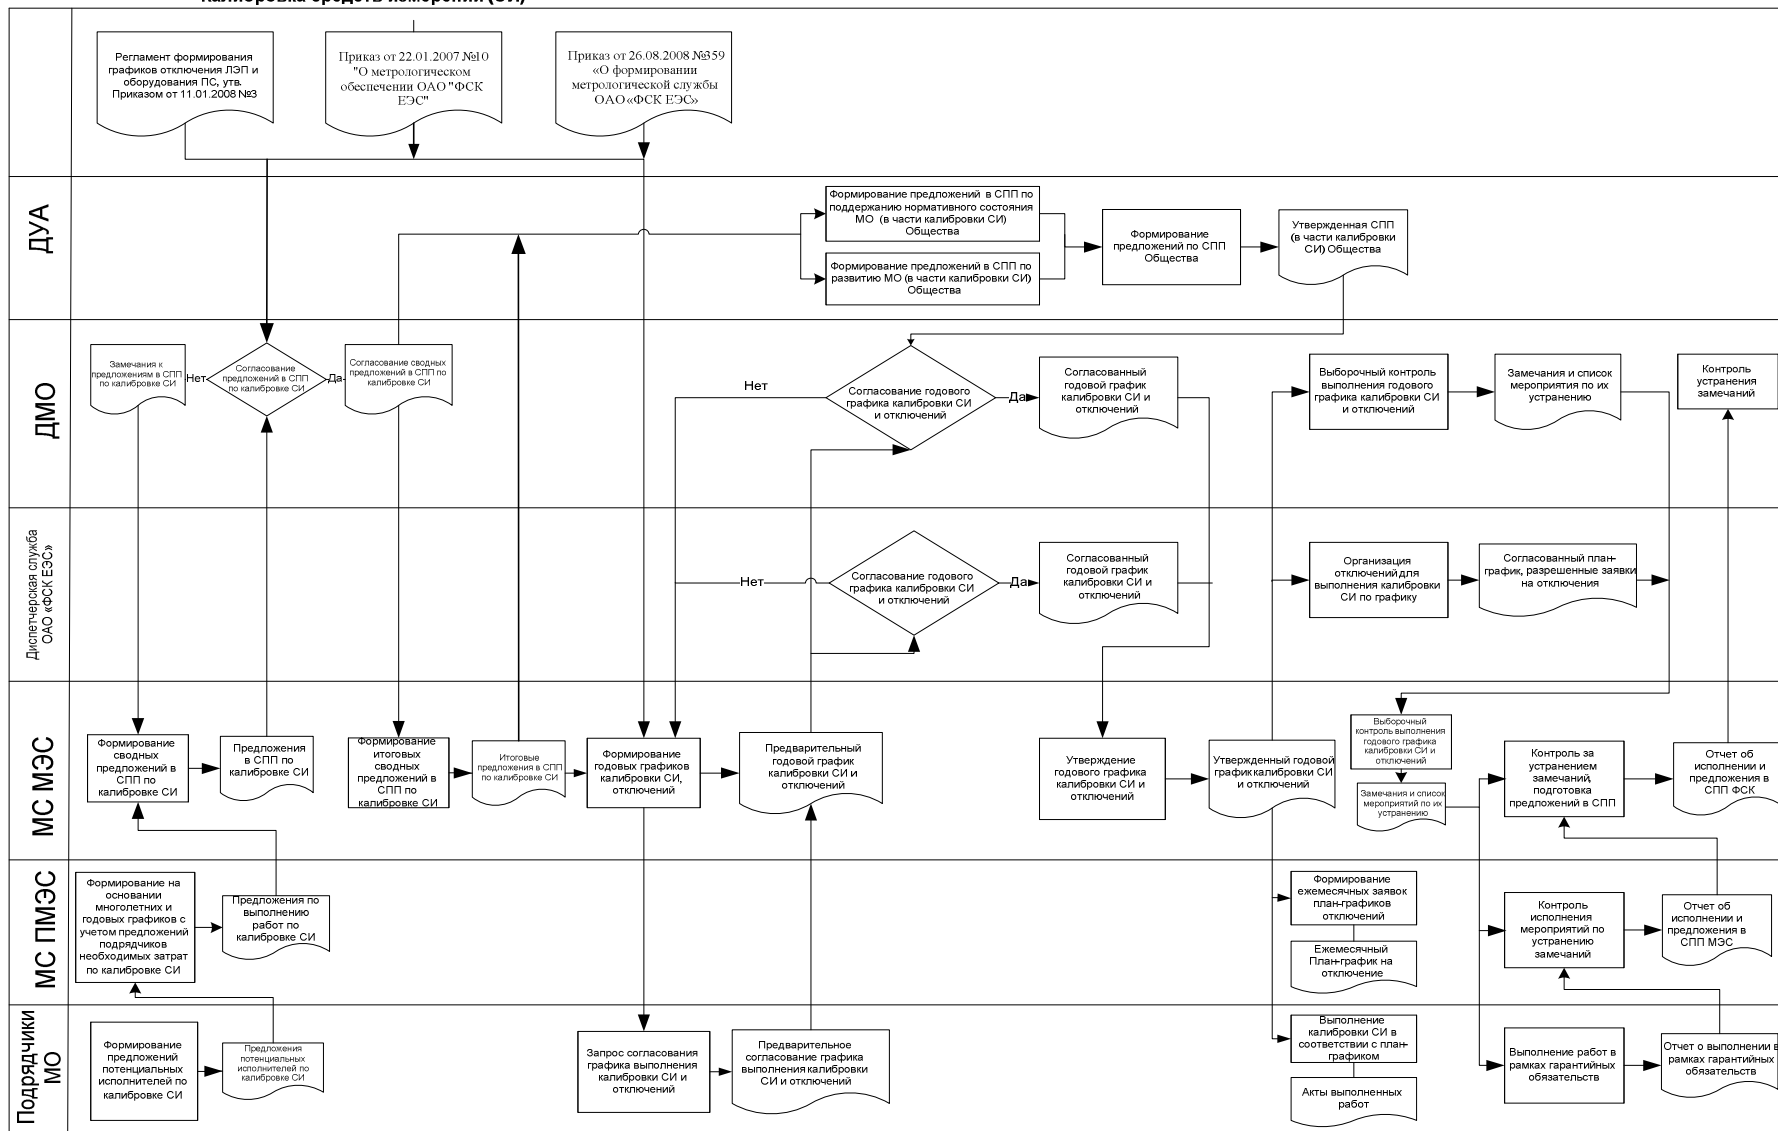 Калибровка средств измерений (СИ)
Регламент формирования
графиков отключения ЛЭП и
оборудования ПС, утв.
Приказом от 11.01.2008 №3
Приказ от 22.01.2007 №10
"О метрологическом
обеспечении ОАО "ФСК
ЕЭС"
Приказ от 26.08.2008 №359
«О формировании
метрологической службы
ОАО «ФСК ЕЭС»
ДУА
Формирование предложений в СПП по
поддержанию нормативного состояния
МО (в части калибровки СИ)
Общества
Формирование предложений в СПП по
развитию МО (в части калибровки СИ)
Общества
Формирование
предложений по СПП
Общества
Утвержденная СПП
(в части калибровки
СИ) Общества
ДМО
Замечания к
предложениям в СПП
по калибровке СИ
Нет
Согласование
предложений в СПП
по калибровке СИ
Да
Согласование сводных
предложений в СПП по
калибровке СИ
Нет
Согласование годового
графика калибровки СИ
и отключений
Да
Согласованный
годовой график
калибровки СИ и
отключений
Выборочный контроль
выполнения годового
графика калибровки СИ
и отключений
Замечания и список
мероприятия по их
устранению
Контроль
устранения
замечаний
Диспетчерская служба
ОАО «ФСК ЕЭС»
Нет
Согласование годового
графика калибровки СИ
и отключений
Да
Согласованный
годовой график
калибровки СИ и
отключений
Организация
отключений для
выполнения калибровки
СИ по графику
Согласованный план-
график, разрешенные заявки
на отключения
МС МЭС
Формирование
сводных
предложений в
СПП по
калибровке СИ
Предложения
в СПП по
калибровке СИ
Формирование
итоговых
сводных
предложений в
СПП по
калибровке СИ
Итоговые
предложения в СПП
по калибровке СИ
Формирование
годовых графиков
калибровки СИ,
отключений
Предварительный
годовой график
калибровки СИ и
отключений
Утверждение
годового графика
калибровки СИ и
отключений
Утвержденный годовой
график калибровки СИ
и отключений
Выборочный
контроль выполнения
годового графика
калибровки СИ и
отключений
Замечания и список
мероприятий по их
устранению
Контроль за
устранением
замечаний,
подготовка
предложений в СПП
Отчет об
исполнении и
предложения в
СПП ФСК
МС ПМЭС
Формирование на
основании
многолетних и
годовых графиков с
учетом предложений
подрядчиков
необходимых затрат
по калибровке СИ
Предложения по
выполнению
работ по
калибровке СИ
Формирование
ежемесячных заявок
план-графиков
отключений
Ежемесячный
План-график на
отключение
Контроль
исполнения
мероприятий по
устранению
замечаний
Отчет об
исполнении и
предложения в
СПП МЭС
Подрядчики
МО
Формирование
предложений
потенциальных
исполнителей по
калибровке СИ
Предложения
потенциальных
исполнителей по
калибровке СИ
Запрос согласования
графика выполнения
калибровки СИ и
отключений
Предварительное
согласование графика
выполнения калибровки
СИ и отключений
Выполнение
калибровки СИ в
соответствии с план-
графиком
Акты выполненных
работ
Выполнение работ в
рамках гарантийных
обязательств
Отчет о выполнении в
рамках гарантийных
обязательств